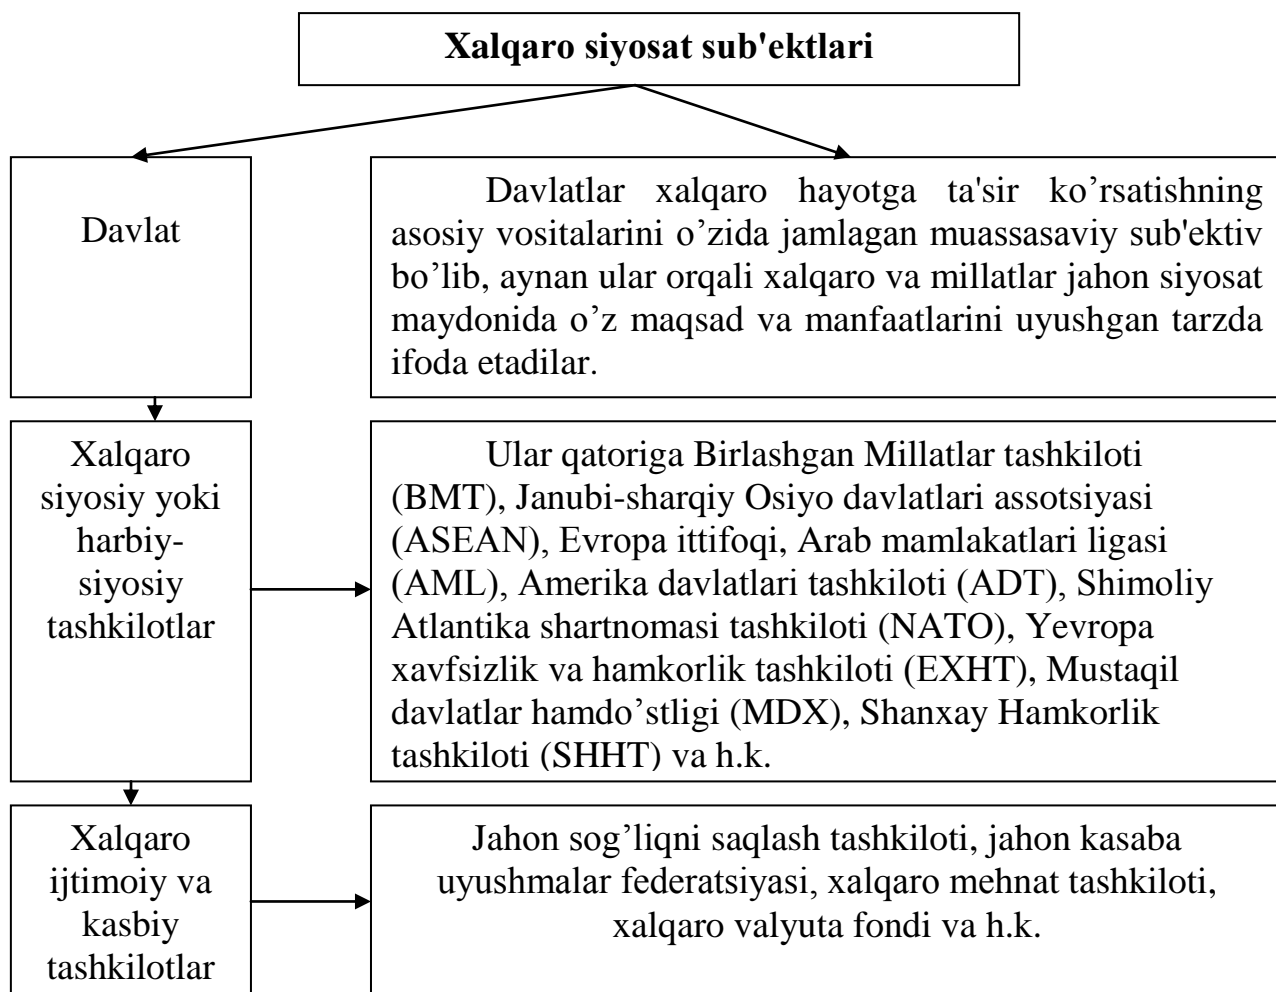 Xalqaro siyosat sub'ektlari
Davlat
Davlatlar xalqaro hayotga ta'sir ko’rsatishning
asosiy vositalarini o’zida jamlagan muassasaviy sub'ektiv
bo’lib, aynan ular orqali xalqaro va millatlar jahon siyosat
maydonida o’z maqsad va manfaatlarini uyushgan tarzda
ifoda etadilar.
Xalqaro
siyosiy yoki
harbiy-
siyosiy
tashkilotlar
Ular qatoriga Birlashgan Millatlar tashkiloti
(BMT), Janubi-sharqiy Osiyo davlatlari assotsiyasi
(ASEAN), Evropa ittifoqi, Arab mamlakatlari ligasi
(AML), Amerika davlatlari tashkiloti (ADT), Shimoliy
Atlantika shartnomasi tashkiloti (NATO), Yevropa
xavfsizlik va hamkorlik tashkiloti (EXHT), Mustaqil
davlatlar hamdo’stligi (MDX), Shanxay Hamkorlik
tashkiloti (SHHT) va h.k.
Xalqaro
ijtimoiy va
kasbiy
tashkilotlar
Jahon sog’liqni saqlash tashkiloti, jahon kasaba
uyushmalar federatsiyasi, xalqaro mehnat tashkiloti,
xalqaro valyuta fondi va h.k.